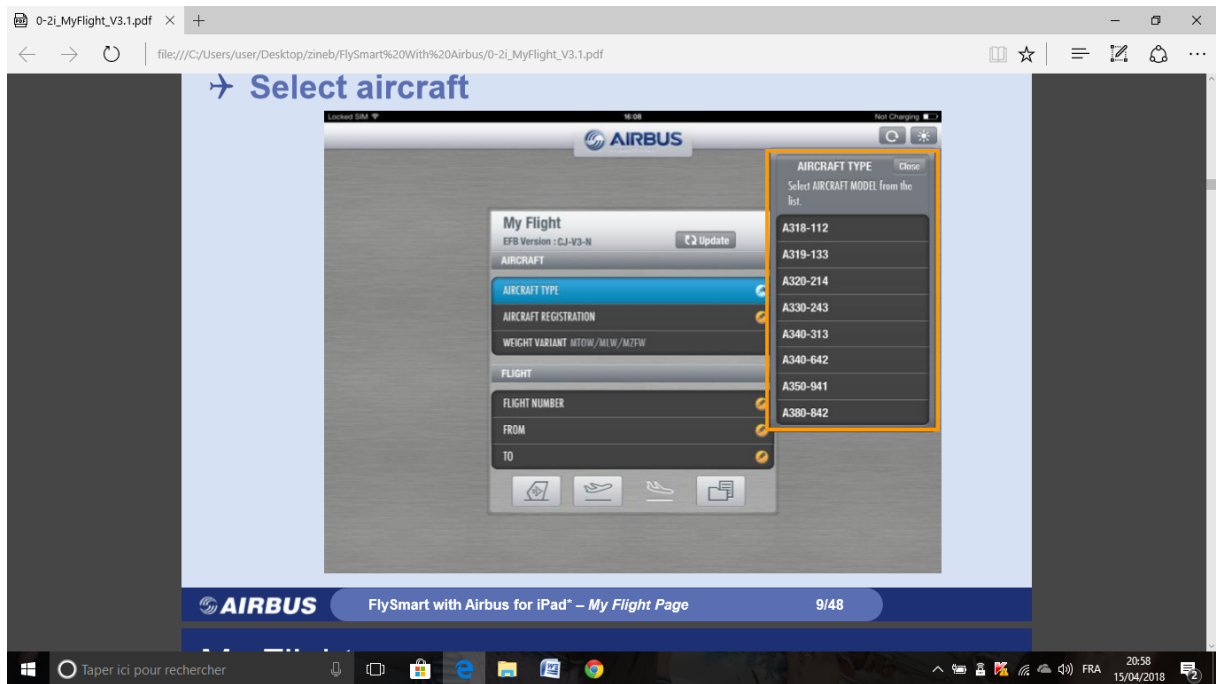 0-2i_MyFlight_V3.1.pdf
file:///C:/Users/user/Desktop/zineb/FlySmart%20With%20Airbus/0-2i_MyFlight_V3.1.pdf
Select aircraft
Locked SIM 16:08 Not Charging
AIRBUS
AIRCRAFT TYPE Close
Select AIRCRAFT MODEL from the
list.
A318-112
A319-133
A320-214
A330-243
A340-313
A340-642
A350-941
A380-842
My Flight
EFB Version : CJ-V3-N
Update
AIRCRAFT
AIRCRAFT TYPE
AIRCRAFT REGISTRATION
WEIGHT VARIANT MTOW/MLW/MZFW
FLIGHT
FLIGHT NUMBER
FROM
TO
AIRBUS FlySmart with Airbus for iPad* – My Flight Page 9/48
Taper ici pour rechercher
FRA
20:58
15/04/2018
2